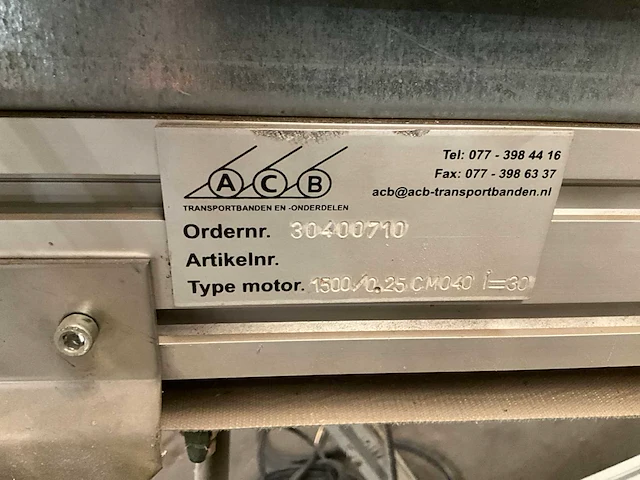 ACB
TRANSPORTBANDEN EN -ONDERDELEN
Tel: 077 - 398 44 16
Fax: 077 - 398 63 37
acb@acb-transportbanden.nl
Ordernr. 30400710
Artikelnr.
Type motor. 1500/0.25 CM040 i=30